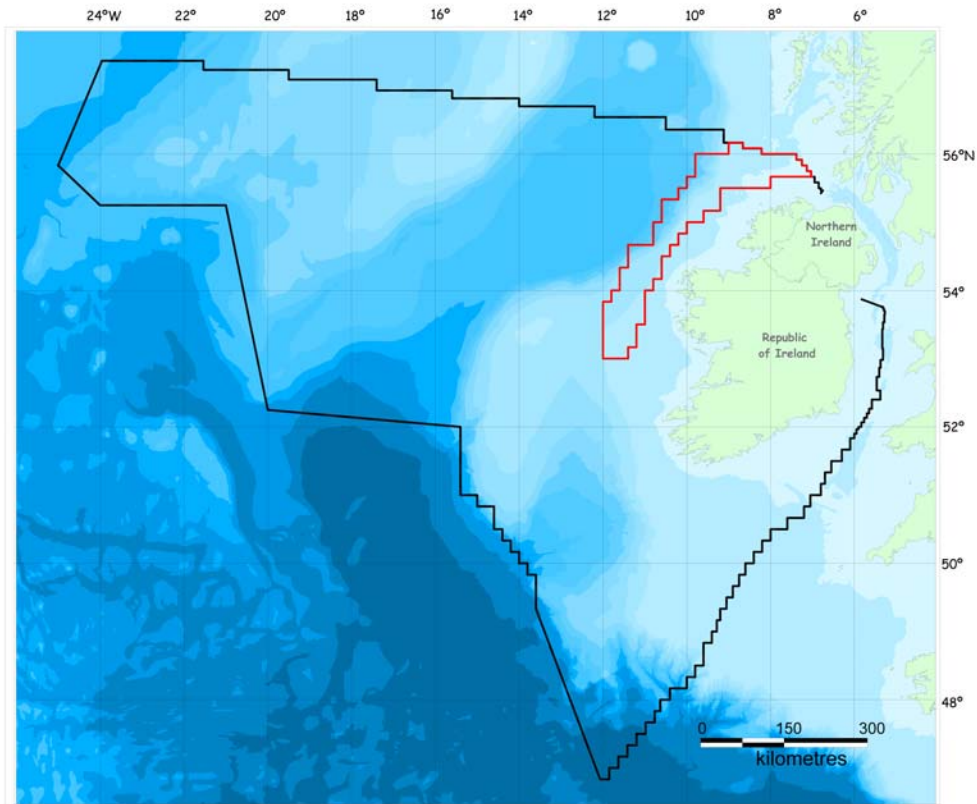 24°W 22° 20° 18° 16° 14° 12° 10° 8° 6°
56°N
Northern
Ireland
54°
Republic
of Ireland
52°
50°
48°
0 150 300
kilometres